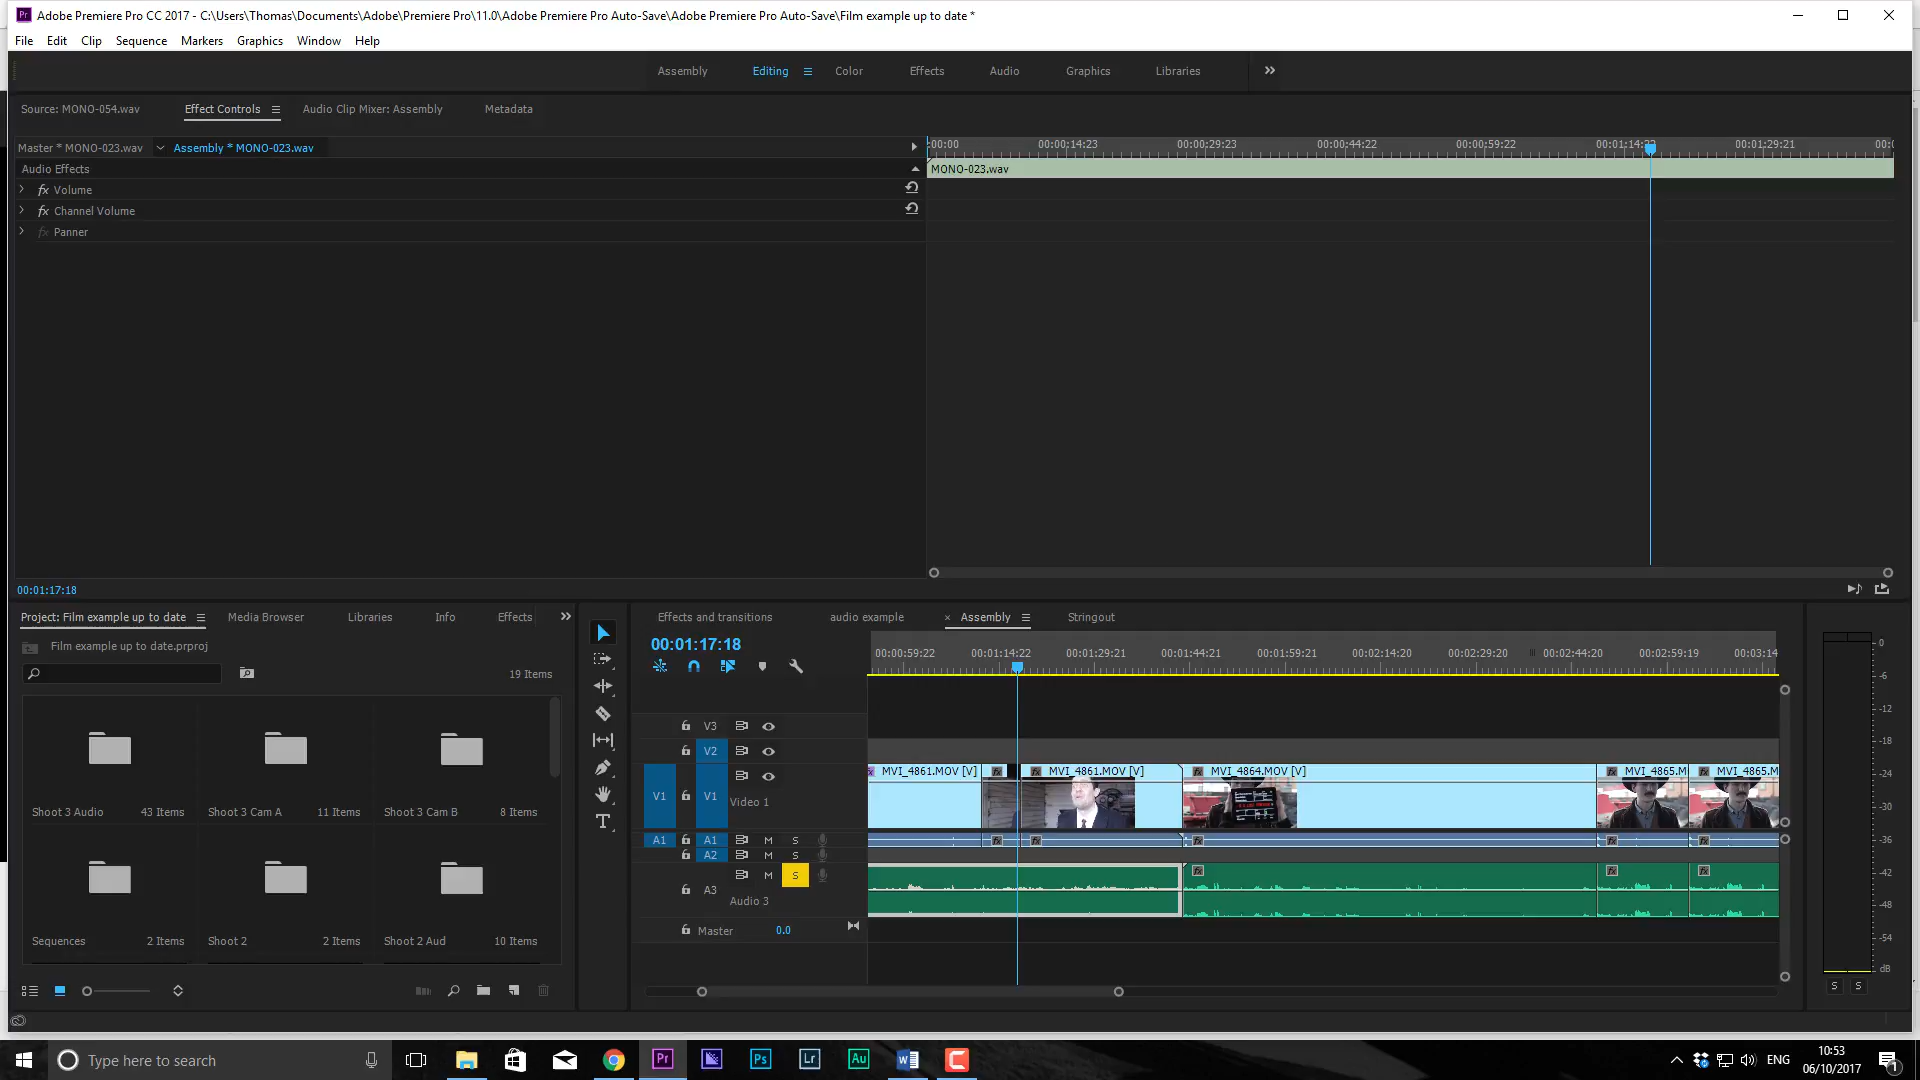 Adobe Premiere Pro CC 2017 - C:\Users\Thomas\Documents\Adobe\Premiere Pro\11.0\Adobe Premiere Pro Auto-Save\Adobe Premiere Pro Auto-Save\Film example up to date *
File Edit Clip Sequence Markers Graphics Window Help
Assembly Editing Color Effects Audio Graphics Libraries
Source: MONO-054.wav Effect Controls Audio Clip Mixer: Assembly Metadata
Master * MONO-023.wav Assembly * MONO-023.wav
:00:00 00:00:14:23 00:00:29:23 00:00:44:22 00:00:59:22 00:01:14:22 00:01:29:21
Audio Effects
MONO-023.wav
fx Volume
fx Channel Volume
fx Panner
00:01:17:18
Project: Film example up to date Media Browser Libraries Info Effects
Effects and transitions audio example × Assembly Stringout
Film example up to date.prproj
00:01:17:18
19 Items
00:00:59:22 00:01:14:22 00:01:29:21 00:01:44:21 00:01:59:21 00:02:14:20 00:02:29:20 00:02:44:20 00:02:59:19 00:03:14
Shoot 3 Audio 43 Items Shoot 3 Cam A 11 Items Shoot 3 Cam B 8 Items
Sequences 2 Items Shoot 2 2 Items Shoot 2 Aud 10 Items
V3
V2
V1 V1 Video 1
MVI_4861.MOV [V] fx fx MVI_4861.MOV [V] fx MVI_4864.MOV [V] fx MVI_4865.M fx MVI_4865.M
A1 A1 M S
A2 M S
A3 M S
Audio 3
Master 0.0
0
-6
-12
-18
-24
-30
-36
-42
-48
-54
dB
S S
Type here to search
Pr Ps Lr Au
ENG
10:53
06/10/2017
1